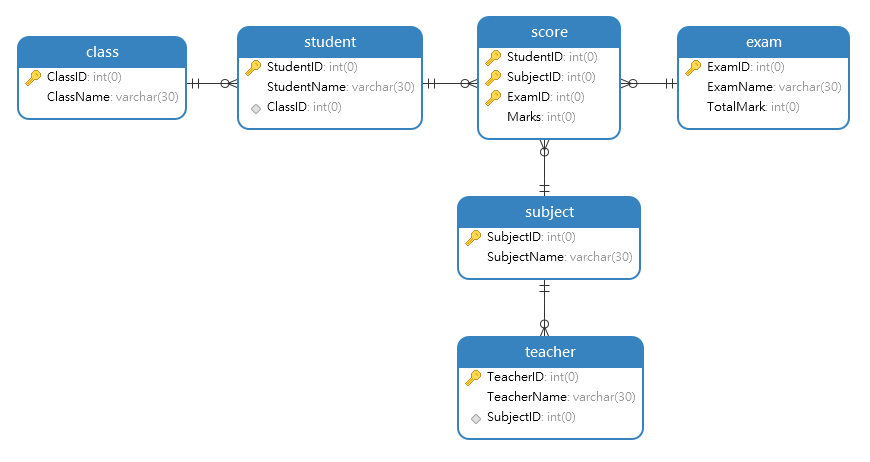 class
ClassID: int(0)
ClassName: varchar(30)
student
StudentID: int(0)
StudentName: varchar(30)
ClassID: int(0)
score
StudentID: int(0)
SubjectID: int(0)
ExamID: int(0)
Marks: int(0)
exam
ExamID: int(0)
ExamName: varchar(30)
TotalMark: int(0)
subject
SubjectID: int(0)
SubjectName: varchar(30)
teacher
TeacherID: int(0)
TeacherName: varchar(30)
SubjectID: int(0)